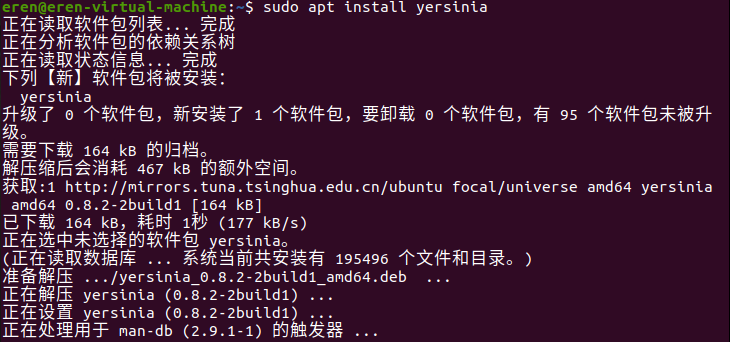 eren@eren-virtual-machine:~$ sudo apt install yersinia
正在读取软件包列表... 完成
正在分析软件包的依赖关系树
正在读取状态信息... 完成
下列【新】软件包将被安装：
  yersinia
升级了 0 个软件包，新安装了 1 个软件包，要卸载 0 个软件包，有 95 个软件包未被升
级。
需要下载 164 kB 的归档。
解压缩后会消耗 467 kB 的额外空间。
获取:1 http://mirrors.tuna.tsinghua.edu.cn/ubuntu focal/universe amd64 yersinia
 amd64 0.8.2-2build1 [164 kB]
已下载 164 kB，耗时 1秒 (177 kB/s)
正在选中未选择的软件包 yersinia。
(正在读取数据库 ... 系统当前共安装有 195496 个文件和目录。)
准备解压 .../yersinia_0.8.2-2build1_amd64.deb  ...
正在解压 yersinia (0.8.2-2build1) ...
正在设置 yersinia (0.8.2-2build1) ...
正在处理用于 man-db (2.9.1-1) 的触发器 ...